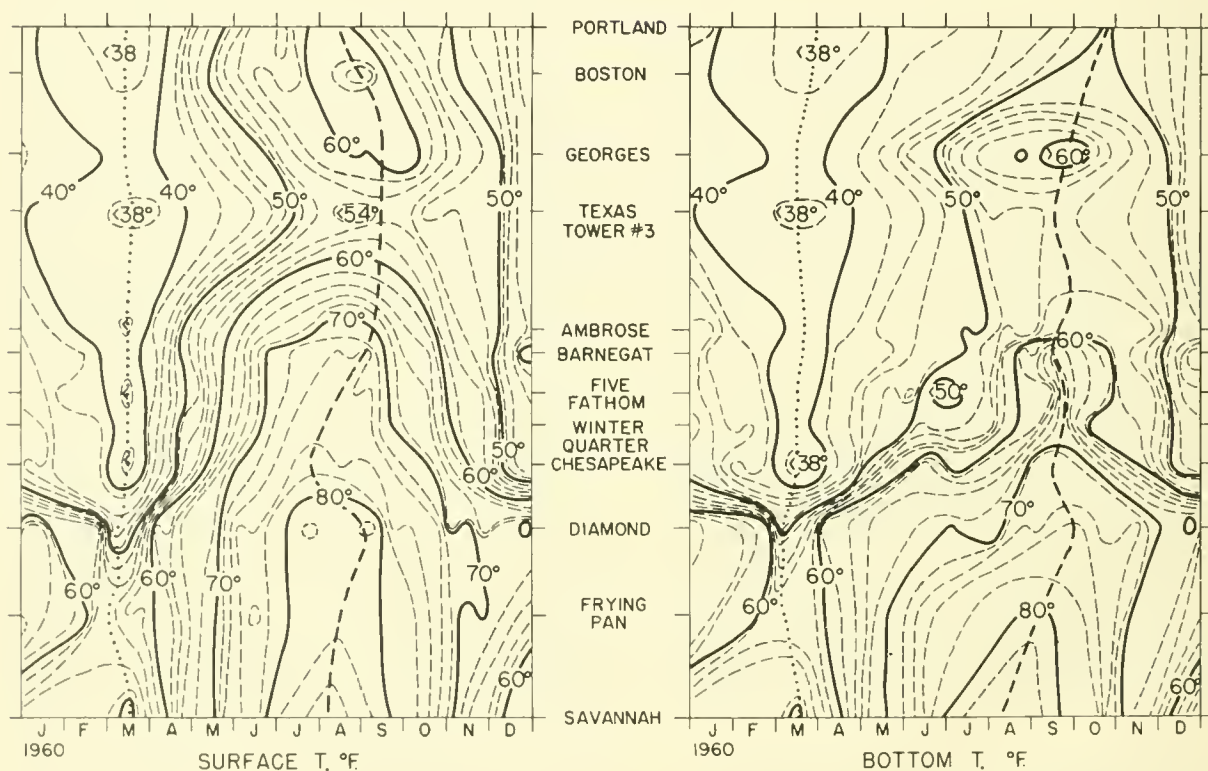 PORTLAND
BOSTON
GEORGES
TEXAS
TOWER #3
AMBROSE
BARNEGAT
FIVE
FATHOM
WINTER
QUARTER
CHESAPEAKE
DIAMOND
FRYING
PAN
SAVANNAH
<38
60°
40°
40°
<38°
50°
<54°
50°
60°
70°
50°
60°
80°
60°
60°
70°
70°
60°
J F M A M J J A S O N D
1960
SURFACE T. °F.
<38°
>60°
40°
<38°
40°
50°
50°
60°
<50°
<38°
70°
60°
60°
80°
60°
J F M A M J J A S O N D
1960
BOTTOM T. °F.